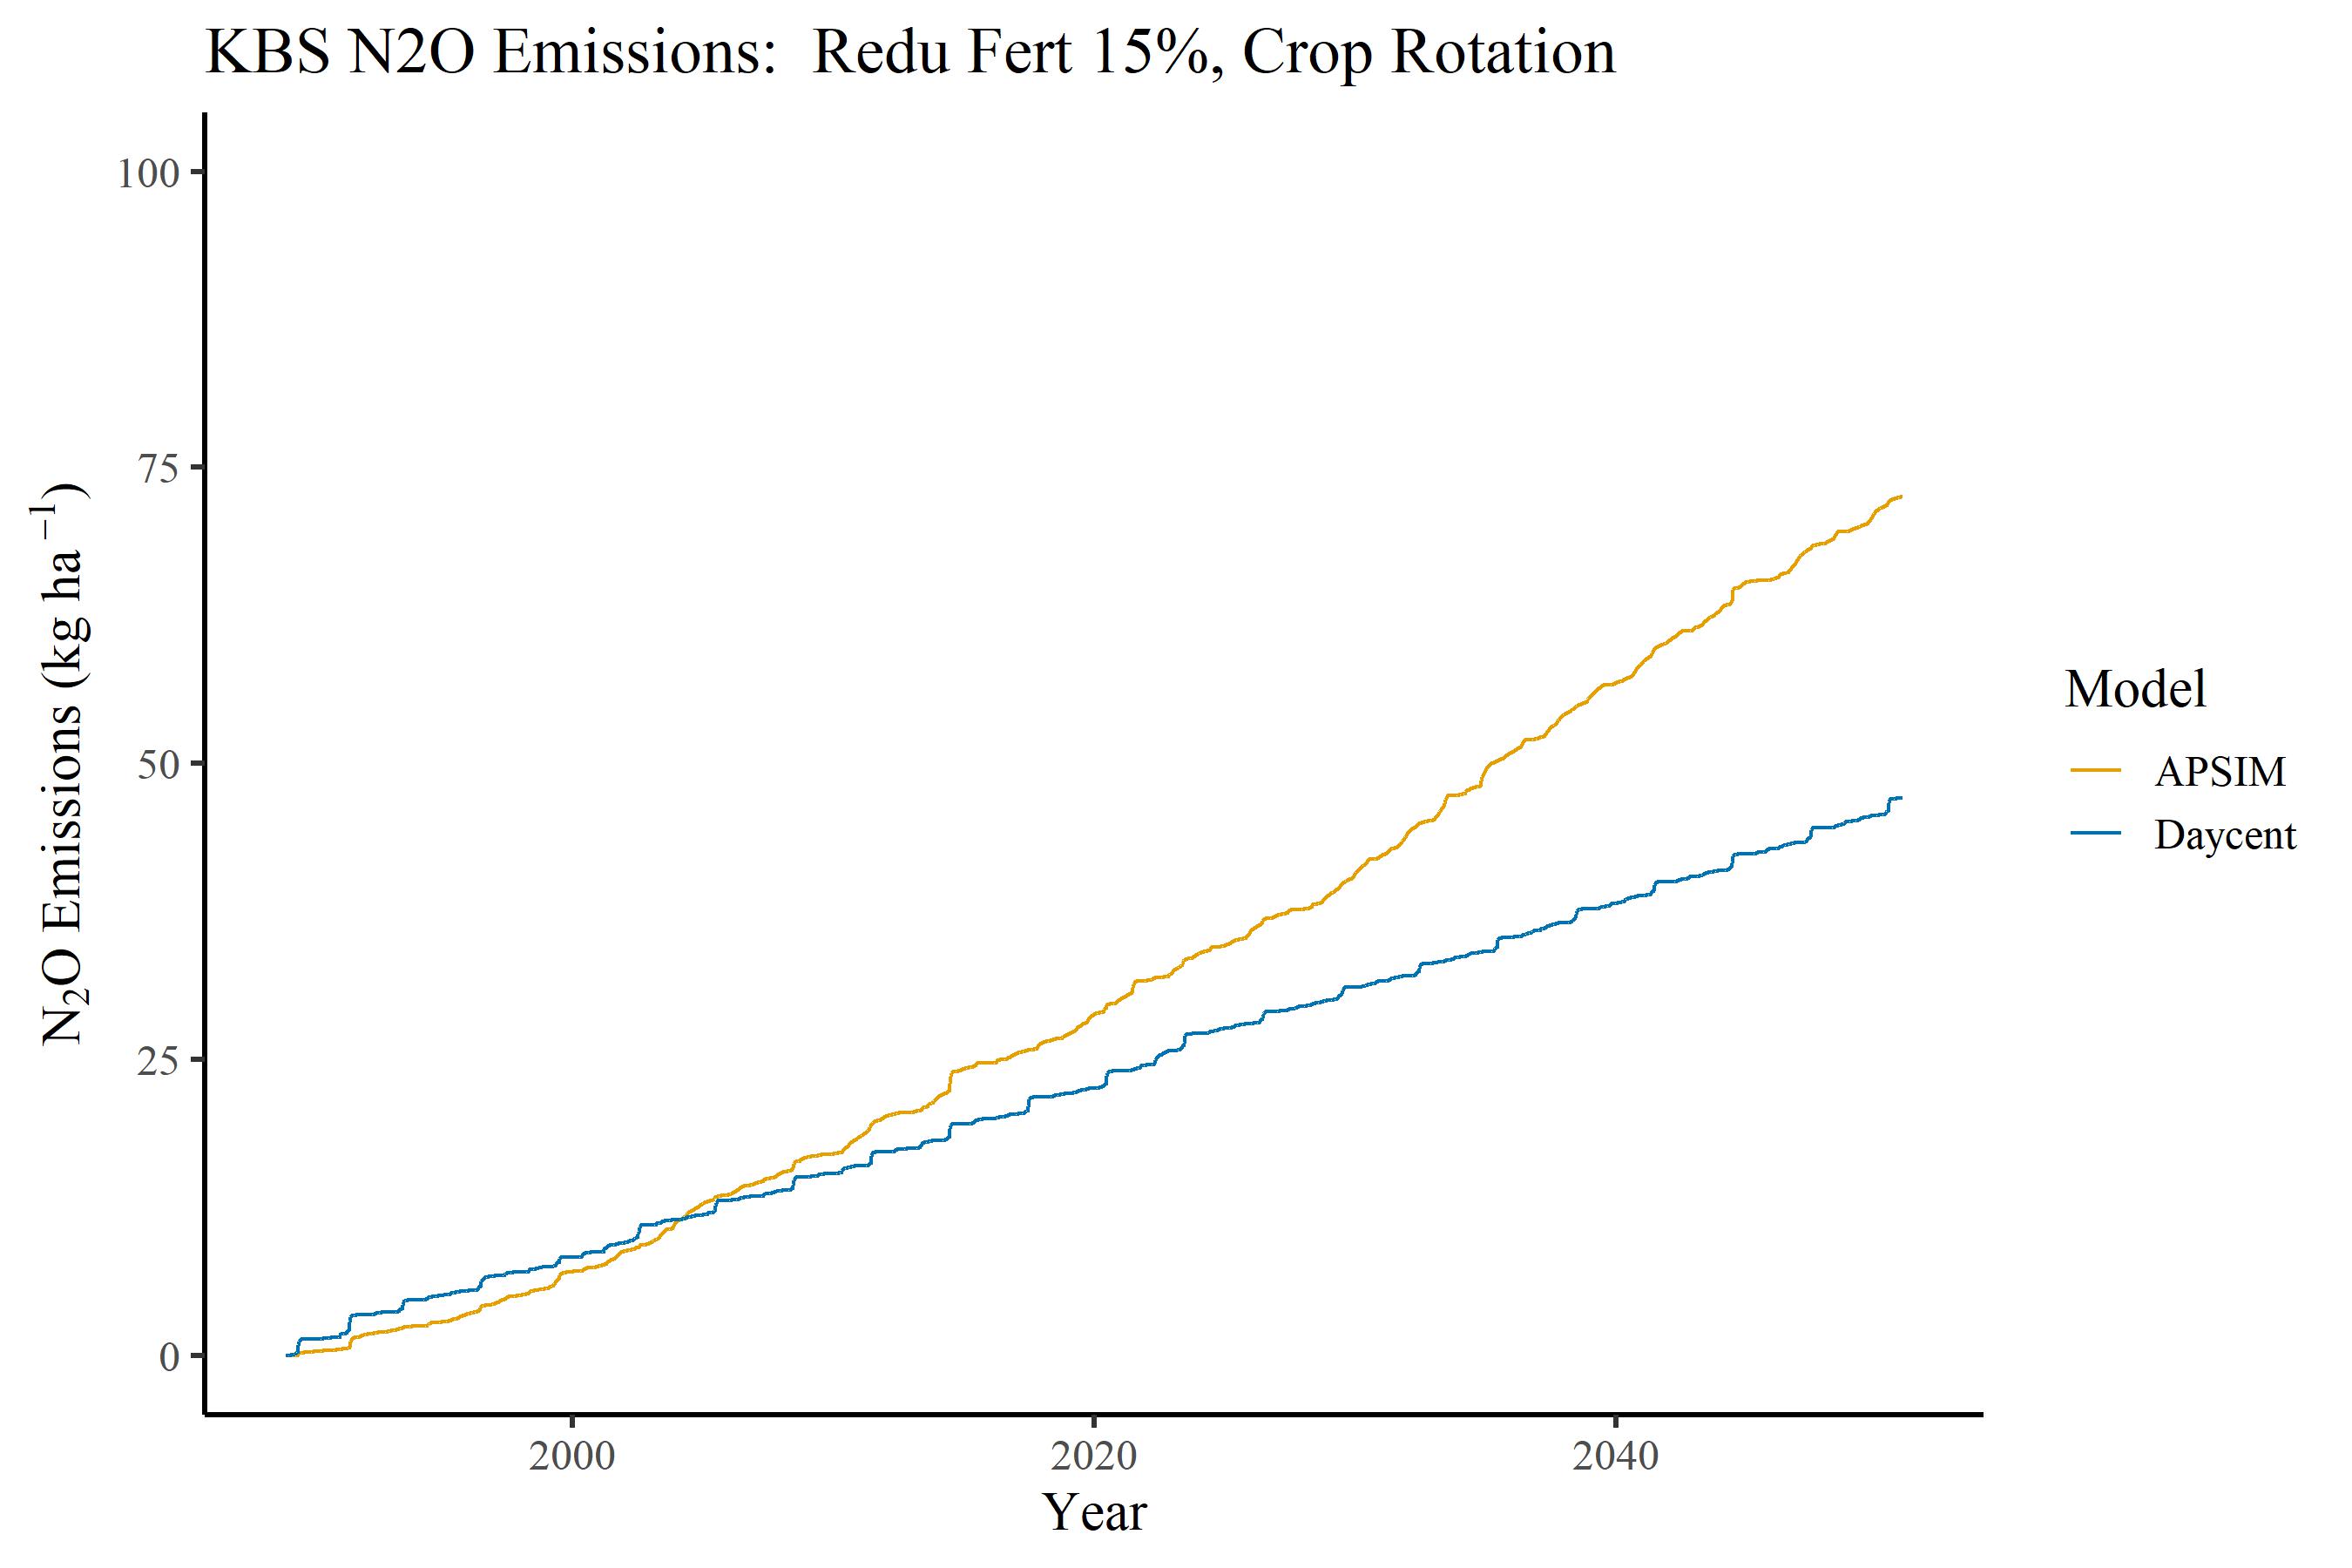 KBS N2O Emissions:  Redu Fert 15%, Crop Rotation
N₂O Emissions (kg ha⁻¹)
100
75
50
25
0
2000 2020 2040
Year
Model
APSIM
Daycent